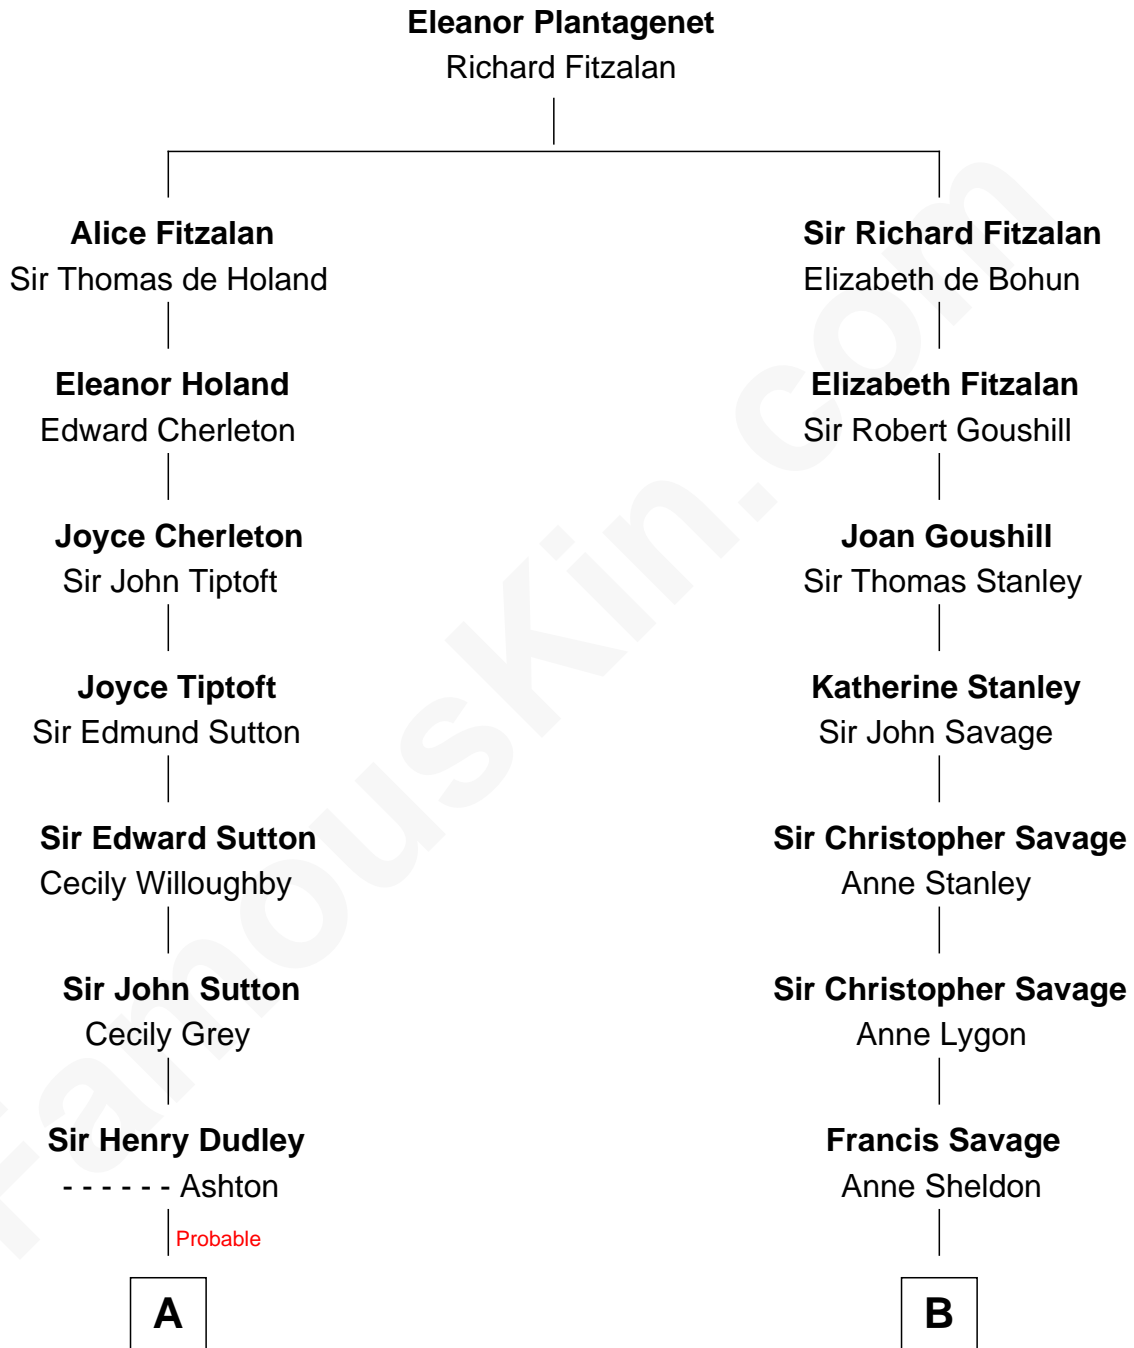 Eleanor Plantagenet
Richard Fitzalan
Alice Fitzalan
Sir Thomas de Holand
Sir Richard Fitzalan
Elizabeth de Bohun
Eleanor Holand
Edward Cherleton
Elizabeth Fitzalan
Sir Robert Goushill
Joyce Cherleton
Sir John Tiptoft
Joan Goushill
Sir Thomas Stanley
Joyce Tiptoft
Sir Edmund Sutton
Katherine Stanley
Sir John Savage
Sir Edward Sutton
Cecily Willoughby
Sir Christopher Savage
Anne Stanley
Sir John Sutton
Cecily Grey
Sir Christopher Savage
Anne Lygon
Sir Henry Dudley
- - - - - - Ashton
Probable
Francis Savage
Anne Sheldon
A
B
FamousKin.com